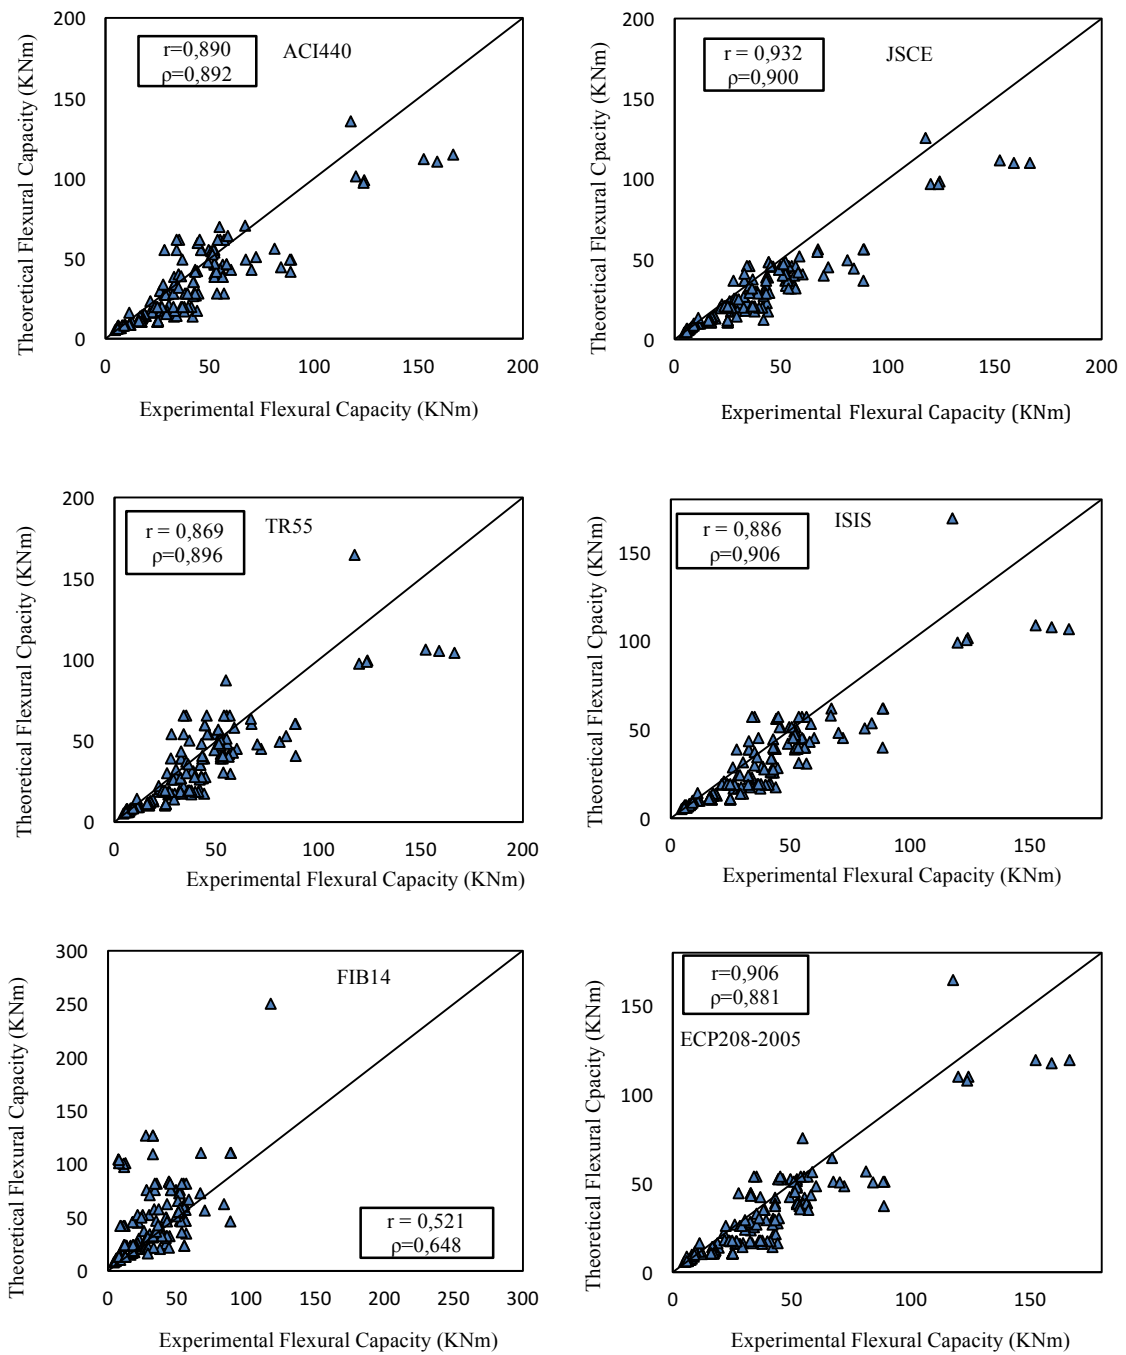 Theoretical Flexural Capacity (KNm)
200
150
100
50
0
r=0,890
ρ=0,892
ACI440
0 50 100 150 200
Experimental Flexural Capacity (KNm)
Theoretical Flexural Cpacity (KNm)
200
150
100
50
0
r = 0,932
ρ=0,900
JSCE
0 50 100 150 200
Experimental Flexural Capacity (KNm)
Theoretical Flexural Cpacity (KNm)
200
150
100
50
0
r = 0,869
ρ=0,896
TR55
0 50 100 150 200
Experimental Flexural Capacity (KNm)
Theoretical Flexural Cpacity (KNm)
150
100
50
0
r = 0,886
ρ=0,906
ISIS
0 50 100 150
Experimental Flexural Capacity (KNm)
Theoretical Flexural Capacity (KNm)
300
250
200
150
100
50
0
FIB14
r = 0,521
ρ=0,648
0 50 100 150 200 250 300
Experimental Flexural Capacity (KNm)
Theoretical Flexural Cpacity (KNm)
150
100
50
0
r=0,906
ρ=0,881
ECP208-2005
0 50 100 150
Experimental Flexural Capacity (KNm)